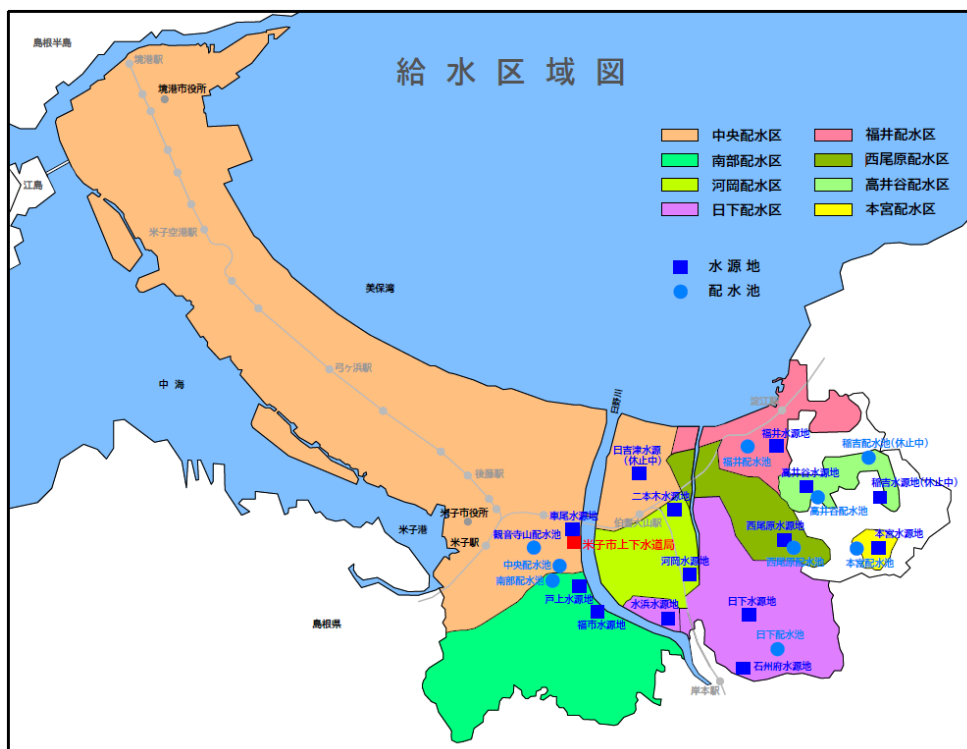 給水区域図
島根半島
境港駅
境港市役所
中央配水区
福井配水区
南部配水区
西尾原配水区
河岡配水区
高井谷配水区
日下配水区
本宮配水区
江島
米子空港駅
水源地
配水池
美保湾
中海
弓ヶ浜駅
日野川
淀江駅
日吉津水源
(休止中)
福井水源地
福井配水池
稲吉配水池(休止中)
後藤駅
高井谷水源地
稲吉水源地(休止中)
二本木水源地
高井谷配水池
米子市役所
米子港
車尾水源地
伯耆大山駅
西尾原水源地
本宮水源地
観音寺山配水池
米子駅
米子市上下水道局
西尾原配水池
本宮配水池
中央配水池
河岡水源地
南部配水池
戸上水源地
水浜水源地
日下水源地
福市水源地
島根県
日下配水池
石州府水源地
岸本駅